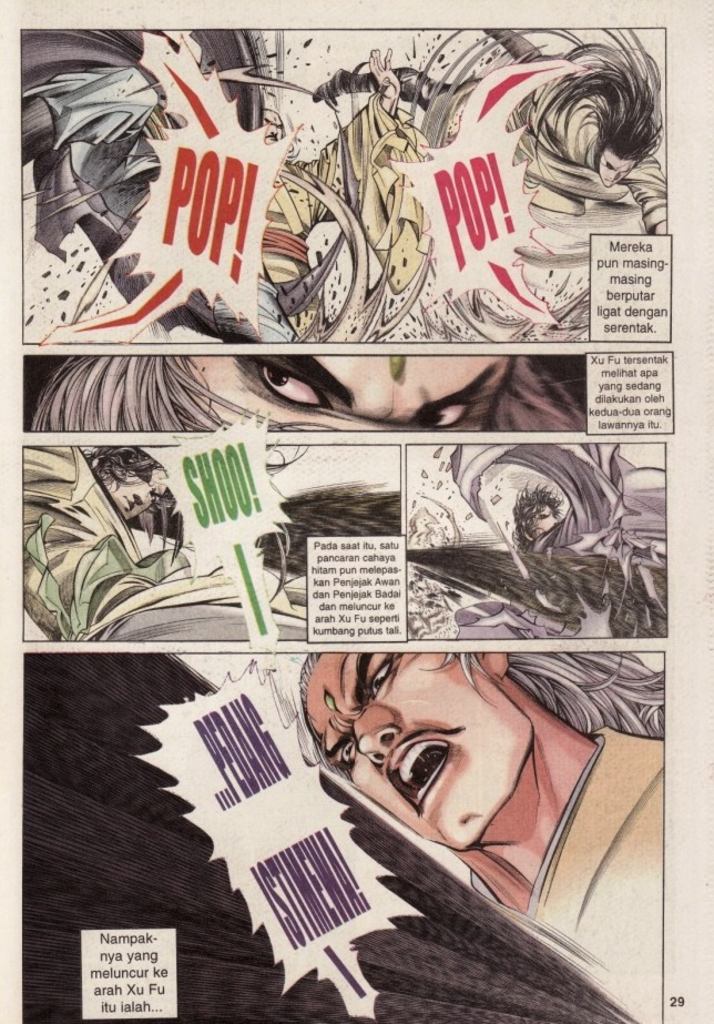 POP!
POP!
Mereka
pun masing-
masing
berputar
ligat dengan
serentak.
Xu Fu tersentak
melihat apa
yang sedang
dilakukan oleh
kedua-dua orang
lawannya itu.
SHOO!
Pada saat itu, satu
pancaran cahaya
hitam pun melepas-
kan Penjejak Awan
dan Penjejak Badai
dan meluncur ke
arah Xu Fu seperti
kumbang putus tali.
...PEDANG
ISTIMEWA!
Nampak-
nya yang
meluncur ke
arah Xu Fu
itu ialah...
29